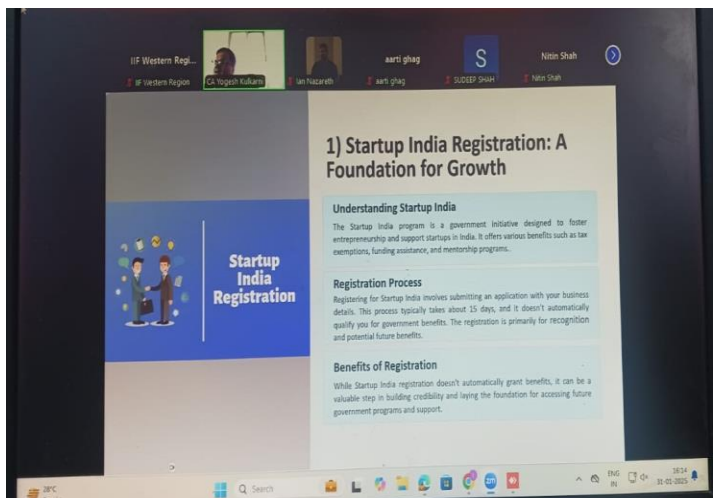 IIF Western Regi...
aarti ghag
S
Nitin Shah
IIF Western Region
CA Yogesh Kulkarni
Ian Nazareth
aarti ghag
SUDEEP SHAH
Nitin Shah
1) Startup India Registration: A
Foundation for Growth
Understanding Startup India
The Startup India program is a government initiative designed to foster
entrepreneurship and support startups in India. It offers various benefits such as tax
exemptions, funding assistance, and mentorship programs.
Startup
India
Registration
Registration Process
Registering for Startup India involves submitting an application with your business
details. This process typically takes about 15 days, and it doesn't automatically
qualify you for government benefits. The registration is primarily for recognition
and potential future benefits.
Benefits of Registration
While Startup India registration doesn't automatically grant benefits, it can be a
valuable step in building credibility and laying the foundation for accessing future
government programs and support.
28°C
Search
zm
ENG
IN
16:14
31-01-2025